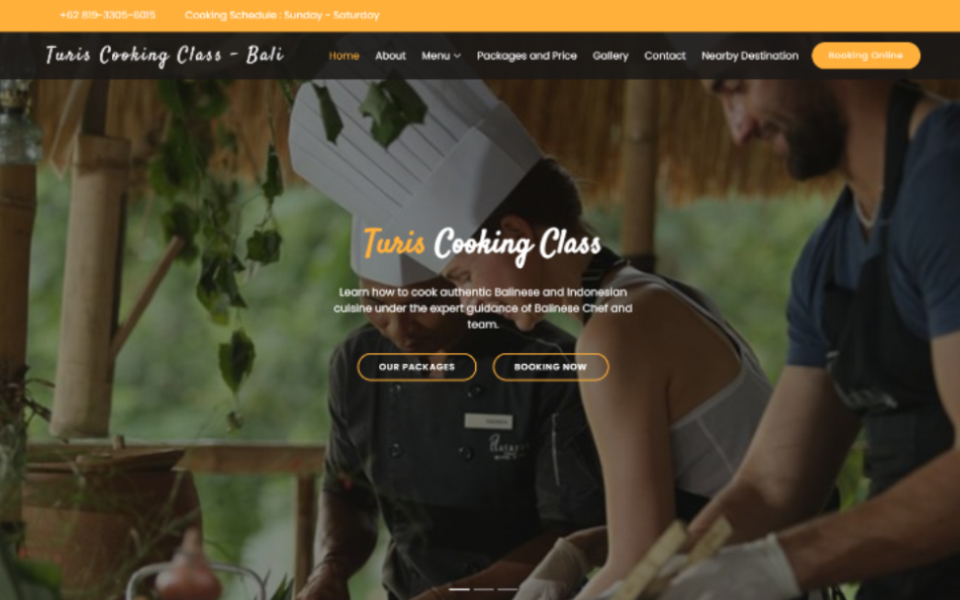 +62 819-3305-6015
Cooking Schedule : Sunday - Saturday
Turis Cooking Class - Bali
Home
About
Menu
Packages and Price
Gallery
Contact
Nearby Destination
Booking Online
Turis Cooking Class
Learn how to cook authentic Balinese and Indonesian
cuisine under the expert guidance of Balinese Chef and
team.
OUR PACKAGES
BOOKING NOW